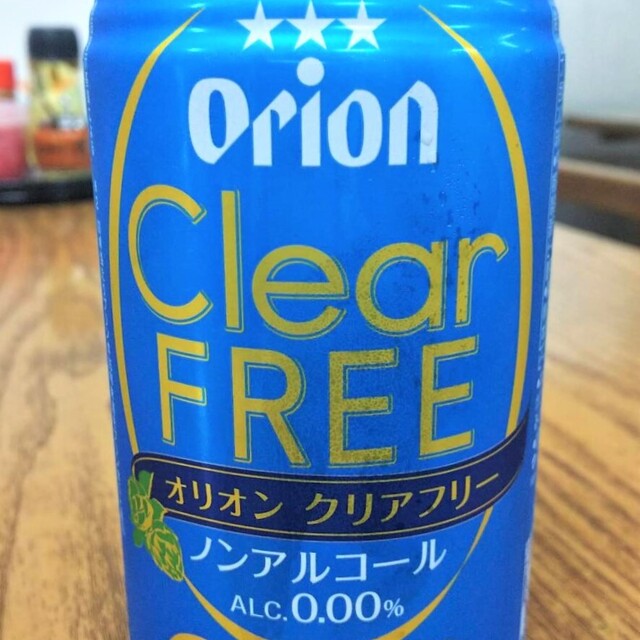 Orion
Clear
FREE
オリオン クリアフリー
ノンアルコール
ALC.0.00%